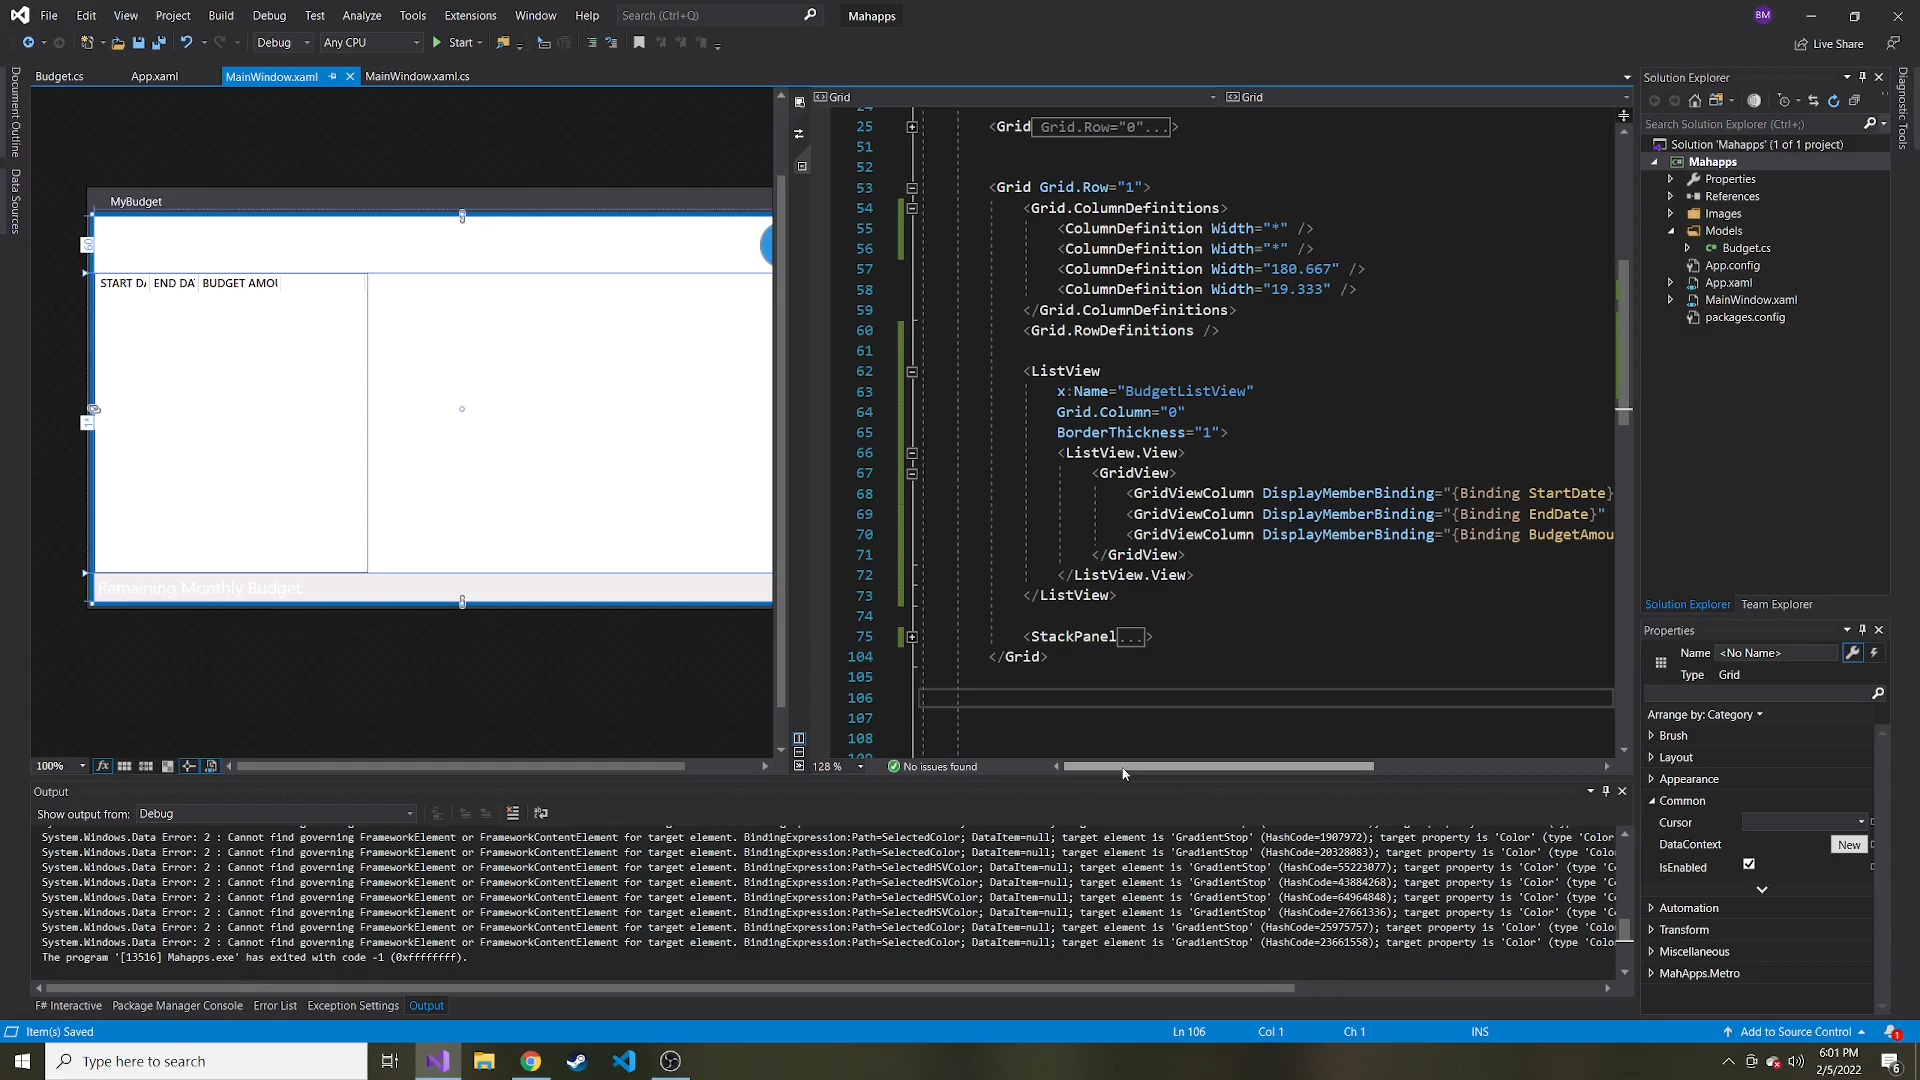 File Edit View Project Build Debug Test Analyze Tools Extensions Window Help Search (Ctrl+Q) Mahapps BM
Debug Any CPU Start Live Share
Budget.cs App.xaml MainWindow.xaml MainWindow.xaml.cs
Document Outline
Data Sources
MyBudget
60
1*
START DA END DA BUDGET AMOU
Remaining Monthly Budget
100%
Grid Grid
24
25 <Grid Grid.Row="0"...>
51
52
53 <Grid Grid.Row="1">
54 <Grid.ColumnDefinitions>
55 <ColumnDefinition Width="*" />
56 <ColumnDefinition Width="*" />
57 <ColumnDefinition Width="180.667" />
58 <ColumnDefinition Width="19.333" />
59 </Grid.ColumnDefinitions>
60 <Grid.RowDefinitions />
61
62 <ListView
63 x:Name="BudgetListView"
64 Grid.Column="0"
65 BorderThickness="1">
66 <ListView.View>
67 <GridView>
68 <GridViewColumn DisplayMemberBinding="{Binding StartDate}
69 <GridViewColumn DisplayMemberBinding="{Binding EndDate}"
70 <GridViewColumn DisplayMemberBinding="{Binding BudgetAmou
71 </GridView>
72 </ListView.View>
73 </ListView>
74
75 <StackPanel...>
104 </Grid>
105
106
107
108
109
128 % No issues found
Solution Explorer
Search Solution Explorer (Ctrl+;)
Solution 'Mahapps' (1 of 1 project)
Mahapps
Properties
References
Images
Models
Budget.cs
App.config
App.xaml
MainWindow.xaml
packages.config
Solution Explorer Team Explorer
Diagnostic Tools
Properties
Name <No Name>
Type Grid
Arrange by: Category
Brush
Layout
Appearance
Common
Cursor
DataContext New
IsEnabled
Automation
Transform
Miscellaneous
MahApps.Metro
Output
Show output from: Debug
System.Windows.Data Error: 2 : Cannot find governing FrameworkElement or FrameworkContentElement for target element. BindingExpression:Path=SelectedColor; DataItem=null; target element is 'GradientStop' (HashCode=1907972); target property is 'Color' (type 'Color
System.Windows.Data Error: 2 : Cannot find governing FrameworkElement or FrameworkContentElement for target element. BindingExpression:Path=SelectedColor; DataItem=null; target element is 'GradientStop' (HashCode=20328083); target property is 'Color' (type 'Colo
System.Windows.Data Error: 2 : Cannot find governing FrameworkElement or FrameworkContentElement for target element. BindingExpression:Path=SelectedHSVColor; DataItem=null; target element is 'GradientStop' (HashCode=55223077); target property is 'Color' (type 'C
System.Windows.Data Error: 2 : Cannot find governing FrameworkElement or FrameworkContentElement for target element. BindingExpression:Path=SelectedHSVColor; DataItem=null; target element is 'GradientStop' (HashCode=43884268); target property is 'Color' (type 'C
System.Windows.Data Error: 2 : Cannot find governing FrameworkElement or FrameworkContentElement for target element. BindingExpression:Path=SelectedHSVColor; DataItem=null; target element is 'GradientStop' (HashCode=64964848); target property is 'Color' (type 'C
System.Windows.Data Error: 2 : Cannot find governing FrameworkElement or FrameworkContentElement for target element. BindingExpression:Path=SelectedHSVColor; DataItem=null; target element is 'GradientStop' (HashCode=27661336); target property is 'Color' (type 'C
System.Windows.Data Error: 2 : Cannot find governing FrameworkElement or FrameworkContentElement for target element. BindingExpression:Path=SelectedColor; DataItem=null; target element is 'GradientStop' (HashCode=25975757); target property is 'Color' (type 'Colo
System.Windows.Data Error: 2 : Cannot find governing FrameworkElement or FrameworkContentElement for target element. BindingExpression:Path=SelectedColor; DataItem=null; target element is 'GradientStop' (HashCode=23661558); target property is 'Color' (type 'Colo
The program '[13516] Mahapps.exe' has exited with code -1 (0xffffffff).
F# Interactive Package Manager Console Error List Exception Settings Output
Item(s) Saved Ln 106 Col 1 Ch 1 INS Add to Source Control 1
Type here to search 6:01 PM
2/5/2022 6